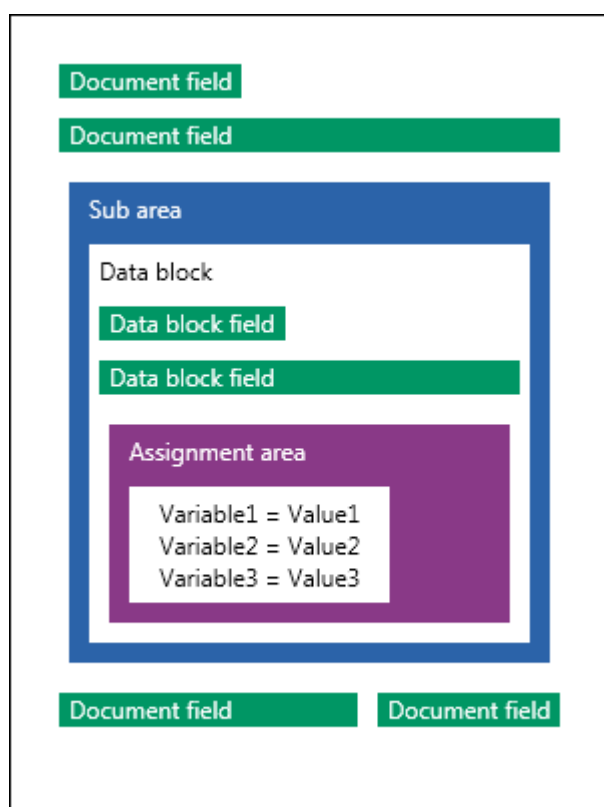 Document field
Document field
Sub area
Data block
Data block field
Data block field
Assignment area
Variable1 = Value1
Variable2 = Value2
Variable3 = Value3
Document field
Document field